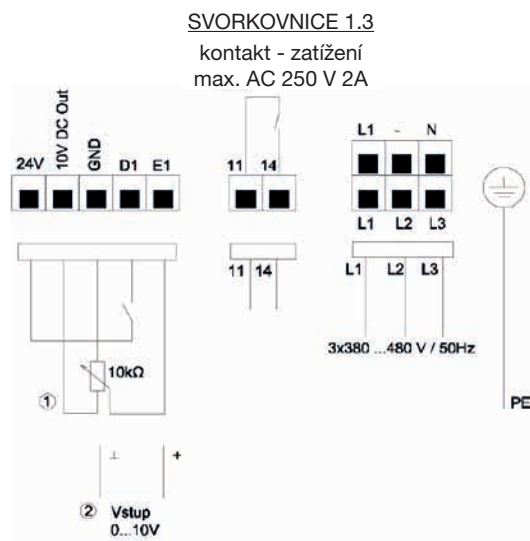 SVORKOVNICE 1.3
kontakt - zatížení
max. AC 250 V 2A
24V 10V DC Out GND D1 E1
11 14
L1 - N
L1 L2 L3
11 14
L1 L2 L3
3x380 ...480 V / 50Hz
10kΩ
①
PE
⊥ +
② Vstup
0...10V